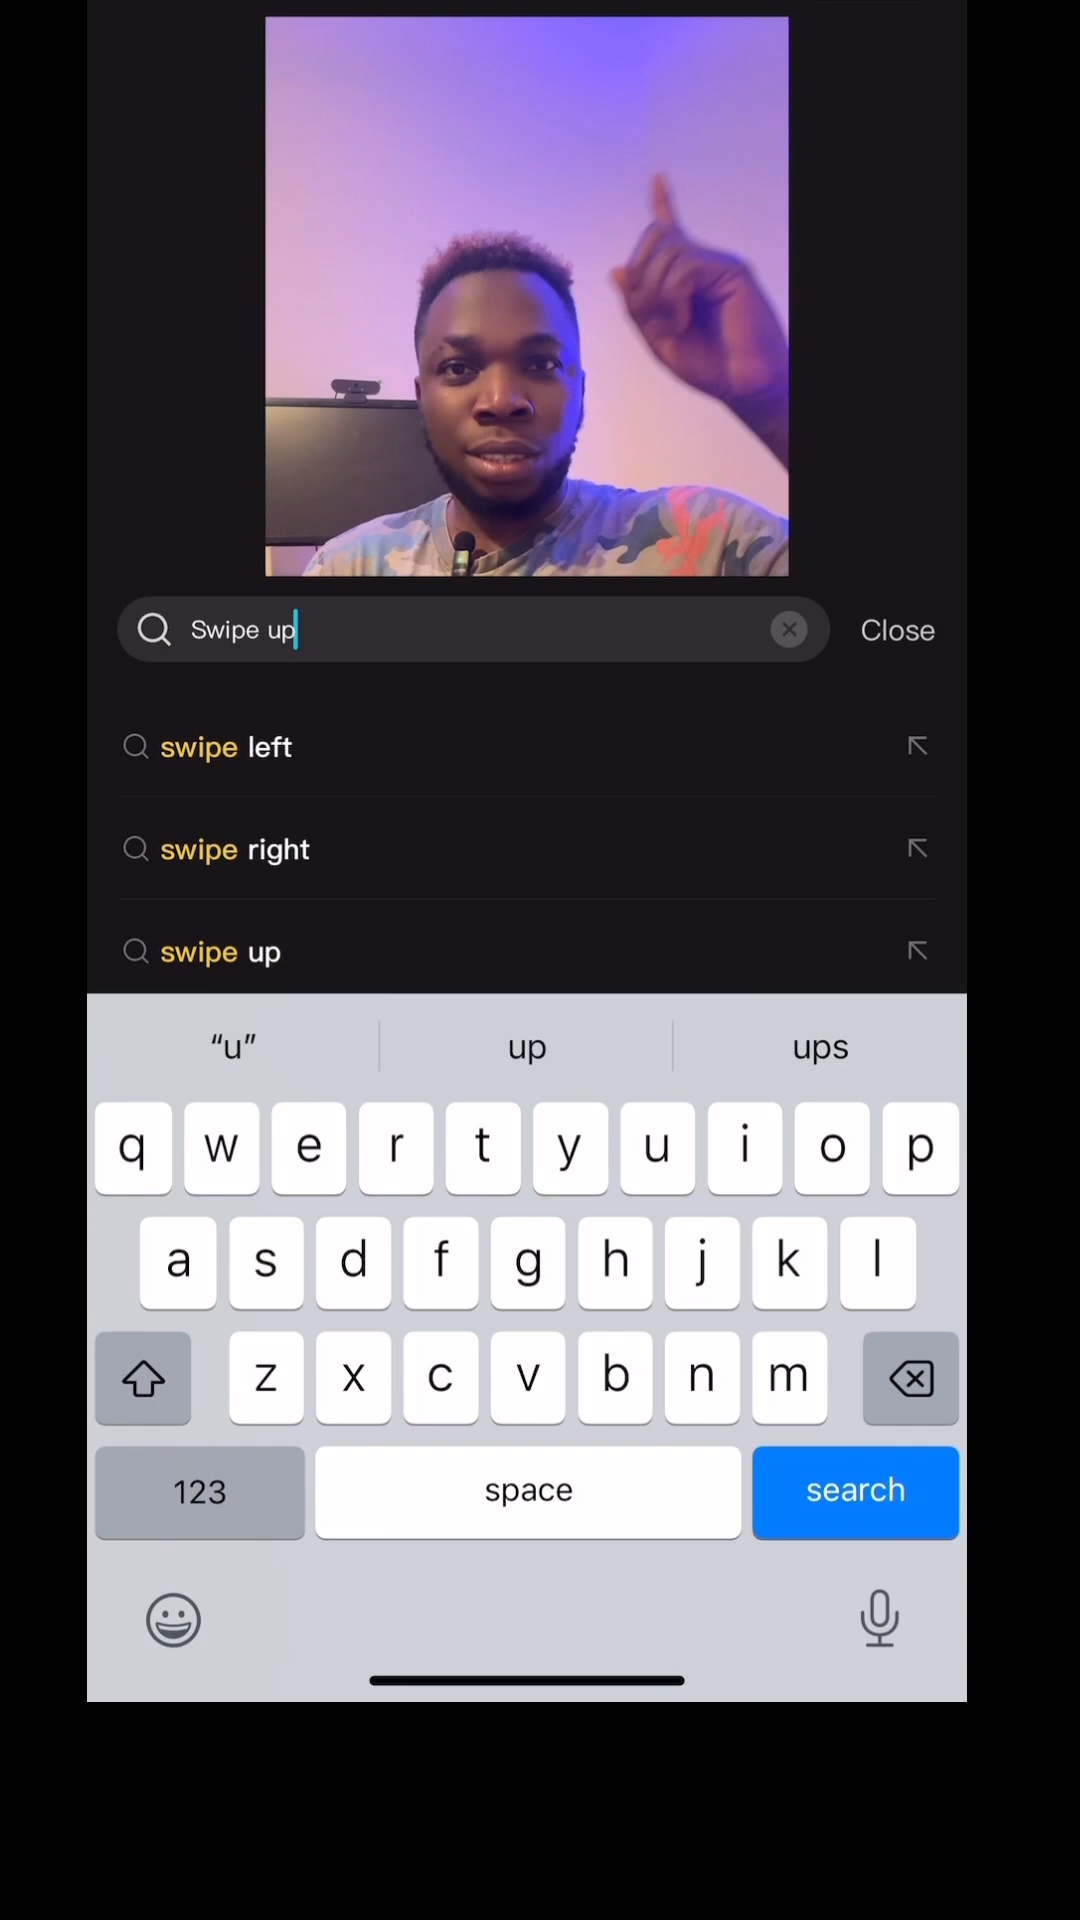 Swipe up
Close
swipe left
swipe right
swipe up
“u” up ups
q w e r t y u i o p
a s d f g h j k l
z x c v b n m
123 space search